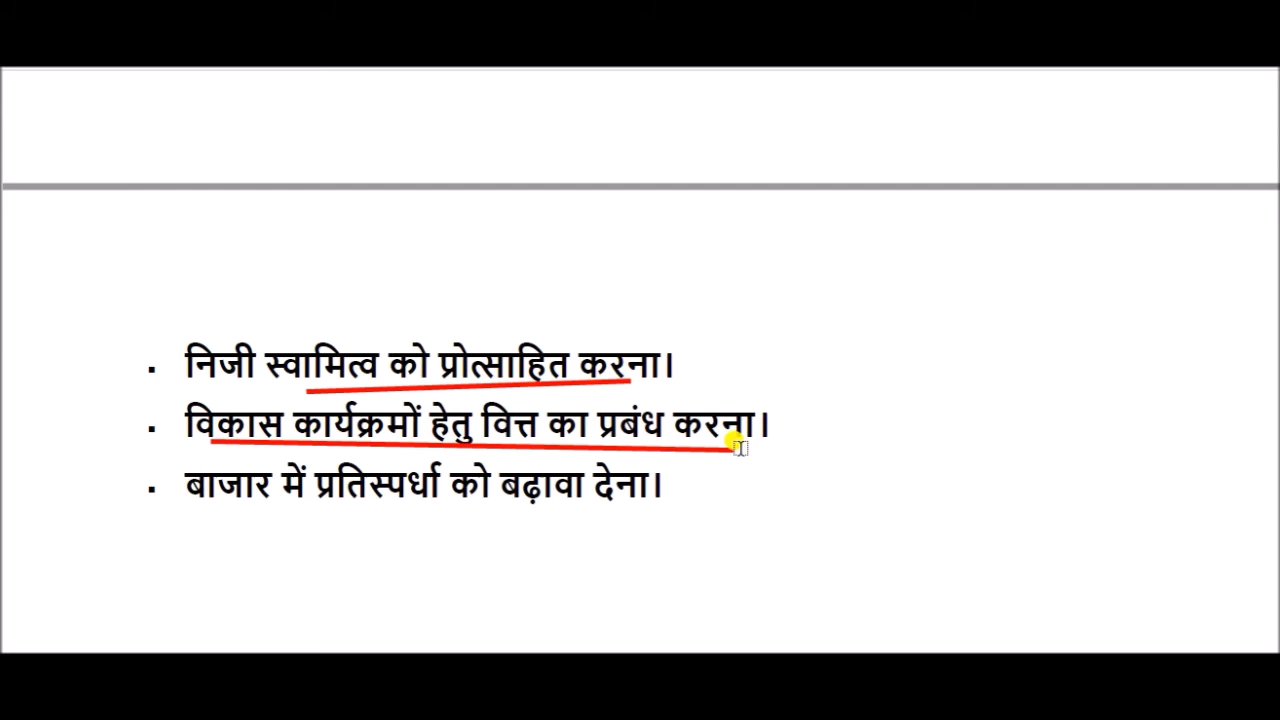 ▪ निजी स्वामित्व को प्रोत्साहित करना।
▪ विकास कार्यक्रमों हेतु वित्त का प्रबंध करना।
▪ बाजार में प्रतिस्पर्धा को बढ़ावा देना।